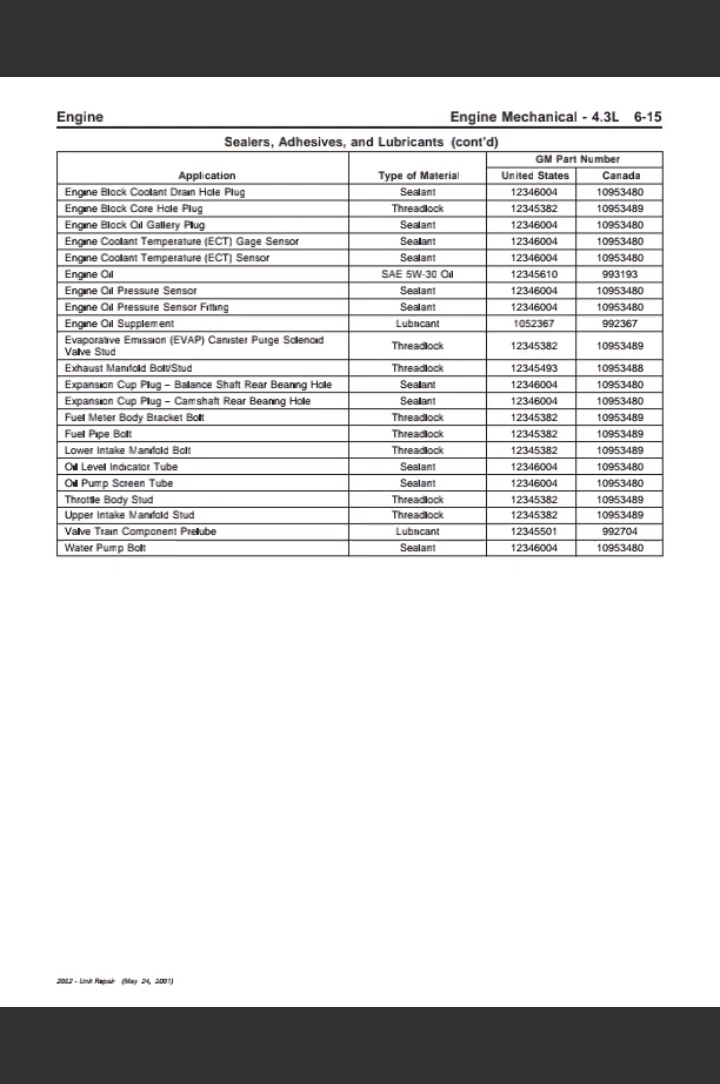 Engine Engine Mechanical - 4.3L 6-15
Sealers, Adhesives, and Lubricants (cont'd)
GM Part Number
Application Type of Material United States Canada
Engine Block Coolant Drain Hole Plug Sealant 12346004 10953480
Engine Block Core Hole Plug Threadlock 12345382 10953489
Engine Block Oil Gallery Plug Sealant 12346004 10953480
Engine Coolant Temperature (ECT) Gage Sensor Sealant 12346004 10953480
Engine Coolant Temperature (ECT) Sensor Sealant 12346004 10953480
Engine Oil SAE 5W-30 Oil 12345610 993193
Engine Oil Pressure Sensor Sealant 12346004 10953480
Engine Oil Pressure Sensor Fitting Sealant 12346004 10953480
Engine Oil Supplement Lubricant 1052367 992367
Evaporative Emission (EVAP) Canister Purge Solenoid
Valve Stud Threadlock 12345382 10953489
Exhaust Manifold Bolt/Stud Threadlock 12345493 10953488
Expansion Cup Plug – Balance Shaft Rear Bearing Hole Sealant 12346004 10953480
Expansion Cup Plug – Camshaft Rear Bearing Hole Sealant 12346004 10953480
Fuel Meter Body Bracket Bolt Threadlock 12345382 10953489
Fuel Pipe Bolt Threadlock 12345382 10953489
Lower Intake Manifold Bolt Threadlock 12345382 10953489
Oil Level Indicator Tube Sealant 12346004 10953480
Oil Pump Screen Tube Sealant 12346004 10953480
Throttle Body Stud Threadlock 12345382 10953489
Upper Intake Manifold Stud Threadlock 12345382 10953489
Valve Train Component Prelube Lubricant 12345501 992704
Water Pump Bolt Sealant 12346004 10953480
2002 - Unit Repair (May 24, 2001)